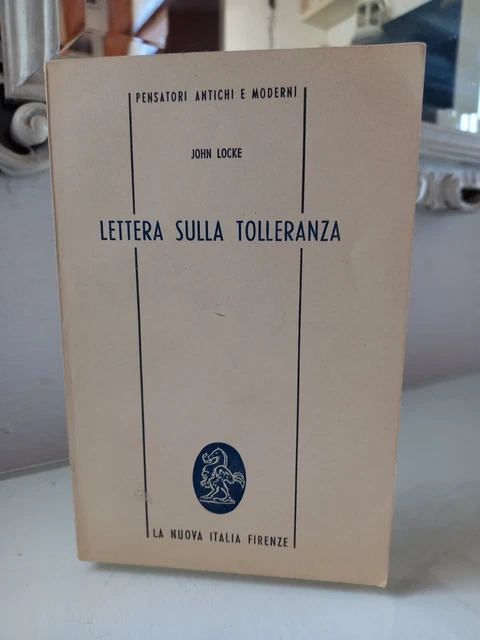 PENSATORI ANTICHI E MODERNI
JOHN LOCKE
LETTERA SULLA TOLLERANZA
LA NUOVA ITALIA FIRENZE